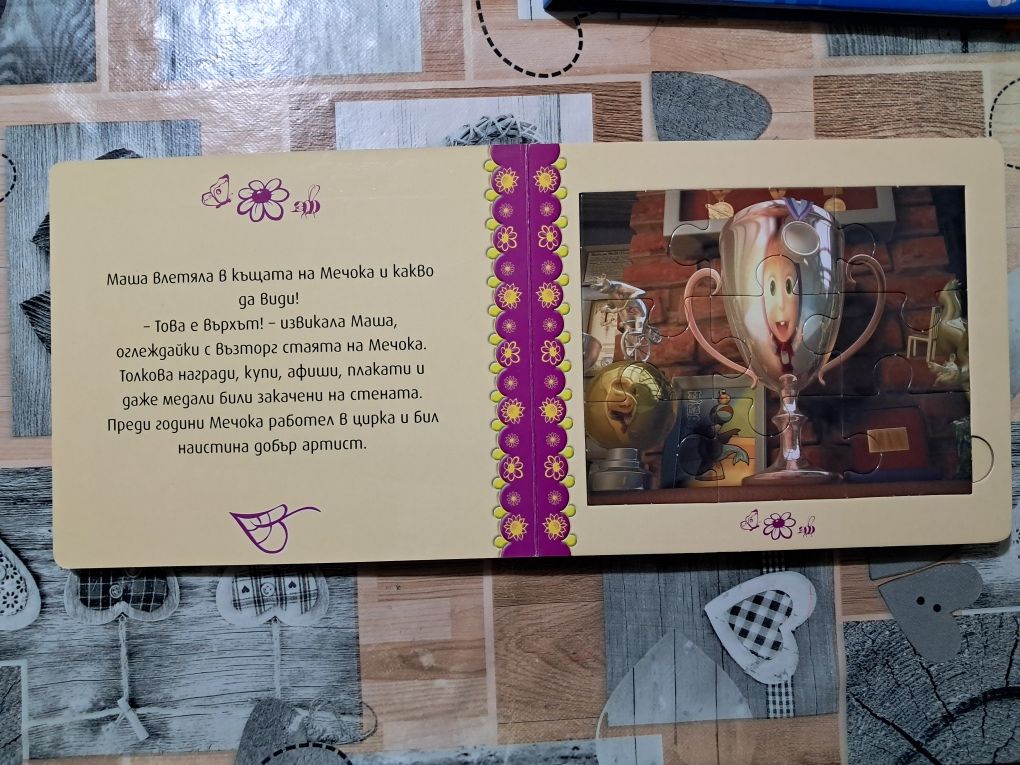 Маша влетяла в къщата на Мечока и какво
да види!
– Това е върхът! – извикала Маша,
оглеждайки с възторг стаята на Мечока.
Толкова награди, купи, афиши, плакати и
даже медали били закачени на стената.
Преди години Мечока работел в цирка и бил
наистина добър артист.